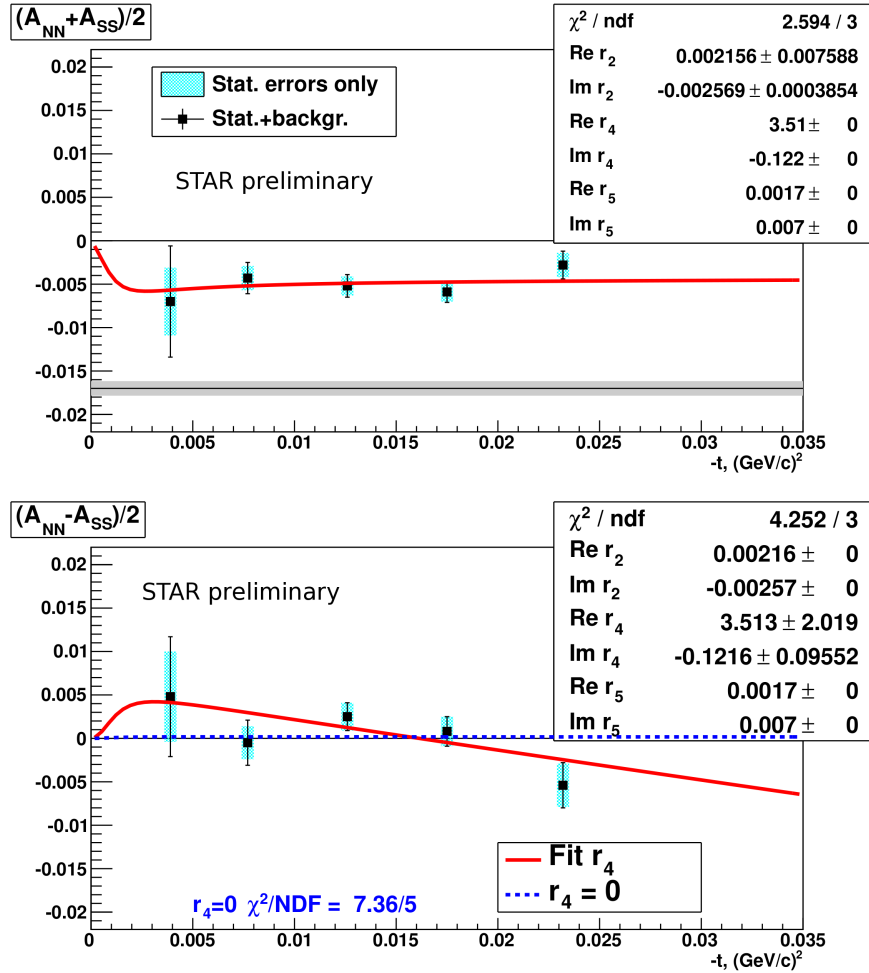 (A_NN+A_SS)/2
χ² / ndf 2.594 / 3
Re r₂ 0.002156 ± 0.007588
Im r₂ -0.002569 ± 0.0003854
Re r₄ 3.51 ± 0
Im r₄ -0.122 ± 0
Re r₅ 0.0017 ± 0
Im r₅ 0.007 ± 0
Stat. errors only
Stat.+backgr.
STAR preliminary
0.02
0.015
0.01
0.005
0
-0.005
-0.01
-0.015
-0.02
0 0.005 0.01 0.015 0.02 0.025 0.03 0.035
-t, (GeV/c)²
(A_NN-A_SS)/2
χ² / ndf 4.252 / 3
Re r₂ 0.00216 ± 0
Im r₂ -0.00257 ± 0
Re r₄ 3.513 ± 2.019
Im r₄ -0.1216 ± 0.09552
Re r₅ 0.0017 ± 0
Im r₅ 0.007 ± 0
STAR preliminary
0.02
0.015
0.01
0.005
0
-0.005
-0.01
-0.015
-0.02
Fit r₄
r₄ = 0
r₄=0 χ²/NDF = 7.36/5
0 0.005 0.01 0.015 0.02 0.025 0.03 0.035
-t, (GeV/c)²